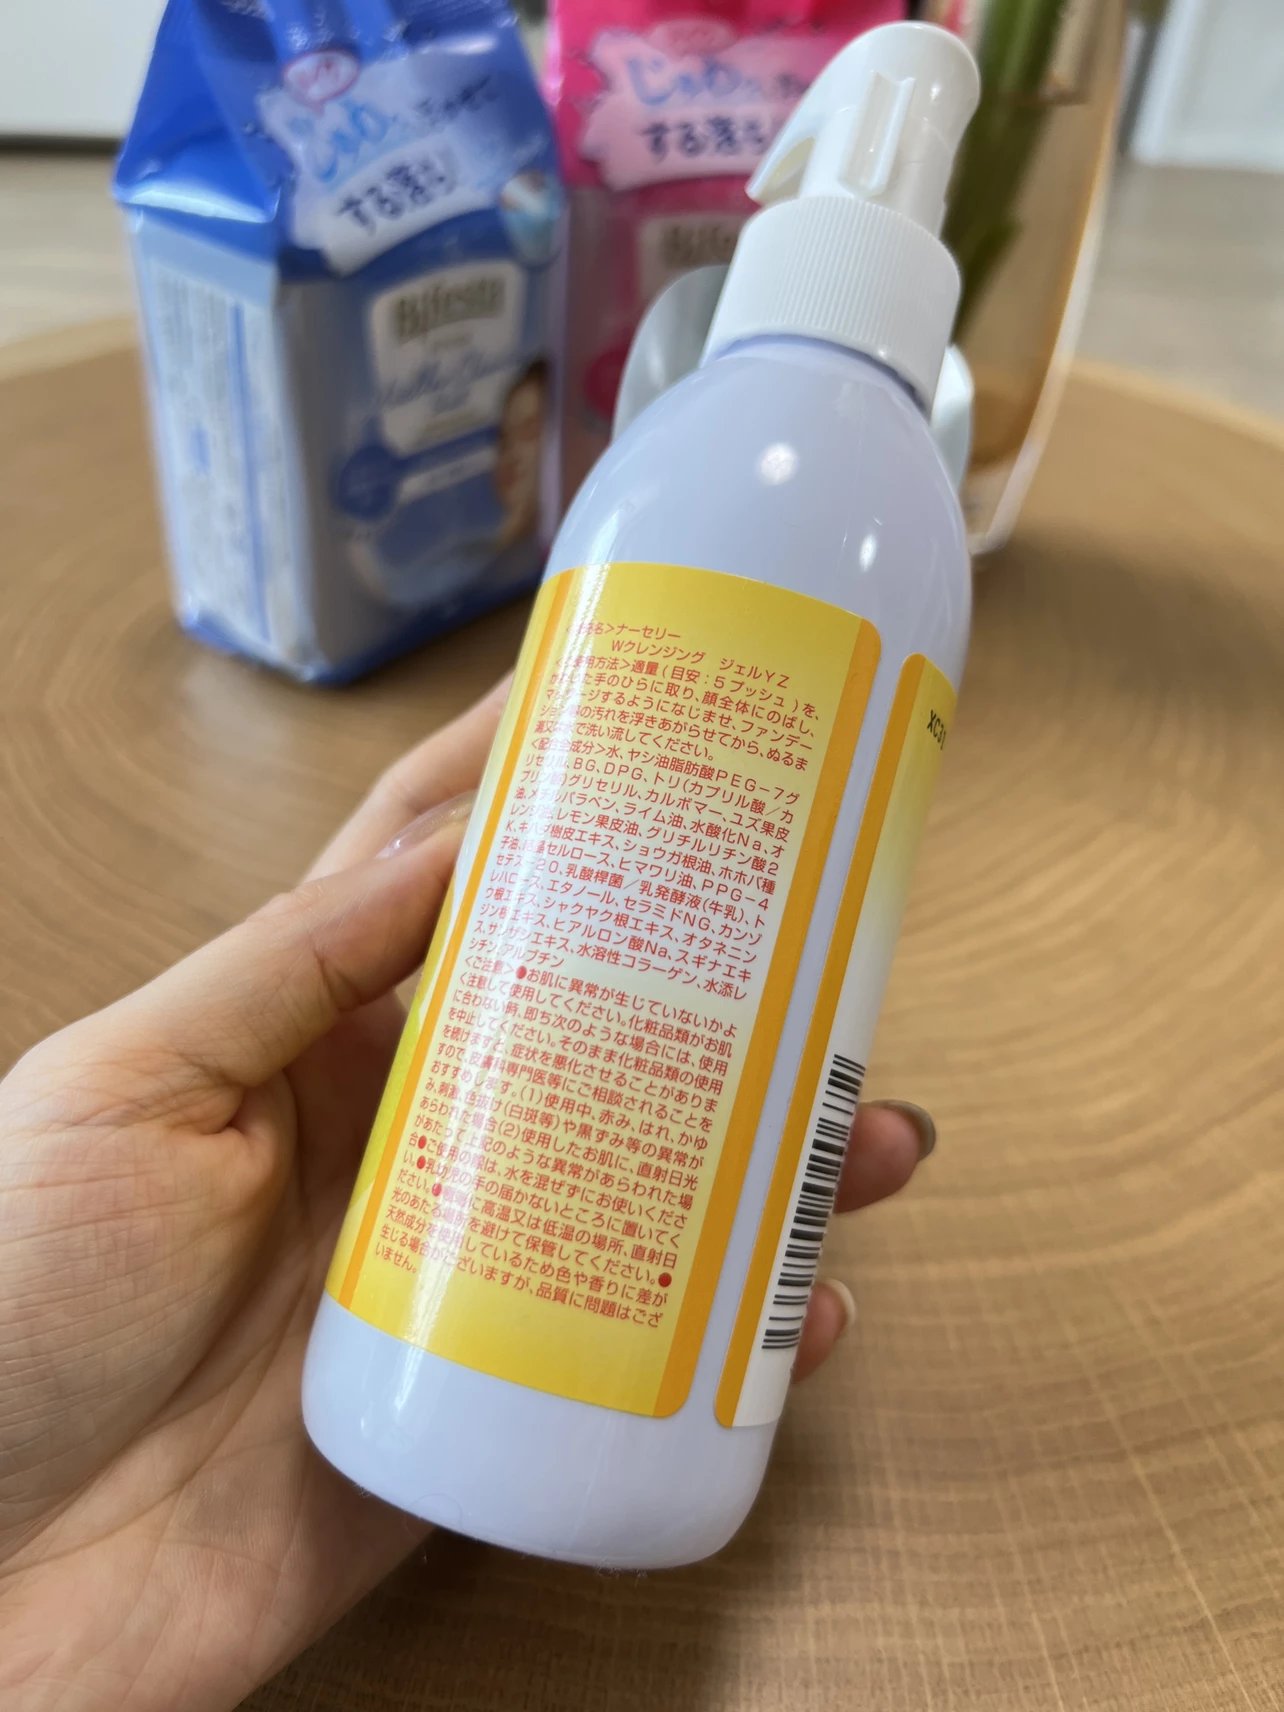 じゅわっ
する落ち
Bifesta
じゅわっ
する落ち
名>ナーセリー
Wクレンジング ジェルYZ
使用方法>適量(目安:5プッシュ)を、
手のひらに取り、顔全体にのばし、
マッサージするようになじませ、ファンデー
ション等の汚れを浮きあがらせてから、ぬるま
湯又は水で洗い流してください。
<配合全成分>水、ヤシ油脂肪酸PEG-7グ
リセリル、BG、DPG、トリ(カプリル酸/カ
プリン酸)グリセリル、カルボマー、ユズ果皮
油、メチルパラベン、ライム油、水酸化Na、オ
レンジ油、レモン果皮油、グリチルリチン酸2
K、キハダ樹皮エキス、ショウガ根油、ホホバ種
子油、結晶セルロース、ヒマワリ油、PPG-4
セテス-20、乳酸桿菌/乳発酵液(牛乳)、ト
レハロース、エタノール、セラミドNG、カンゾ
ウ根エキス、シャクヤク根エキス、オタネニン
ジン根エキス、ヒアルロン酸Na、スギナエキ
ス、サンザシエキス、水溶性コラーゲン、水添レ
シチン、アルブチン
<ご注意>●お肌に異常が生じていないかよ
く注意して使用してください。化粧品類がお肌
に合わない時、即ち次のような場合には、使用
を中止してください。そのまま化粧品類の使用
を続けますと、症状を悪化させることがありま
すので、皮膚科専門医等にご相談されることを
おすすめします。(1)使用中、赤み、はれ、かゆ
み、刺激、色抜け(白斑等)や黒ずみ等の異常が
あらわれた場合(2)使用したお肌に、直射日光
があたって上記のような異常があらわれた場
合●ご使用の際は、水を混ぜずにお使いくださ
い。●乳幼児の手の届かないところに置いてく
ださい。●極端に高温又は低温の場所、直射日
光のあたる場所を避けて保管してください。●
天然成分を使用しているため色や香りに差が
生じる場合がございますが、品質に問題はござ
いません。
XC31